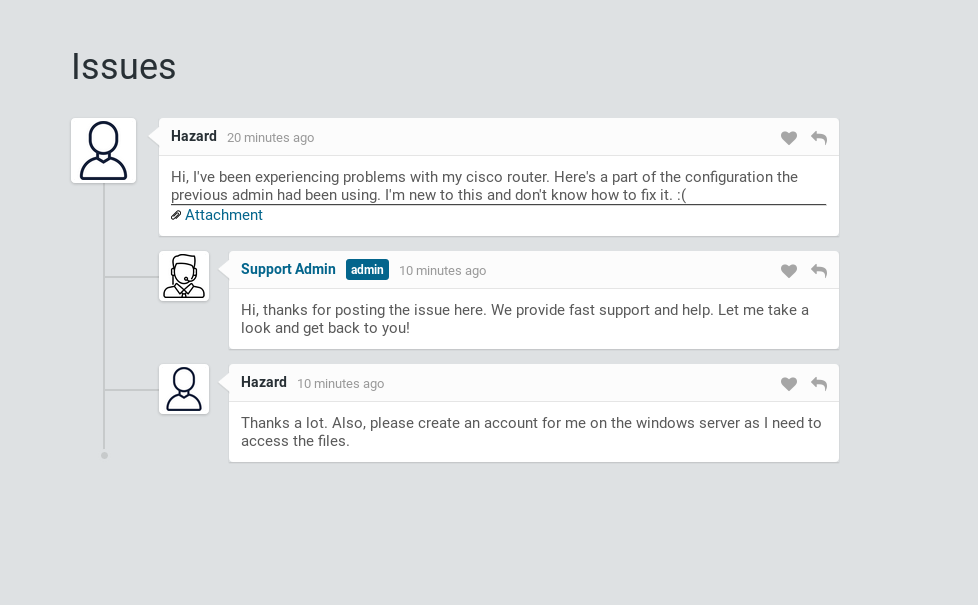 Issues
Hazard 20 minutes ago
Hi, I've been experiencing problems with my cisco router. Here's a part of the configuration the
previous admin had been using. I'm new to this and don't know how to fix it. :(
Attachment
Support Admin admin 10 minutes ago
Hi, thanks for posting the issue here. We provide fast support and help. Let me take a
look and get back to you!
Hazard 10 minutes ago
Thanks a lot. Also, please create an account for me on the windows server as I need to
access the files.